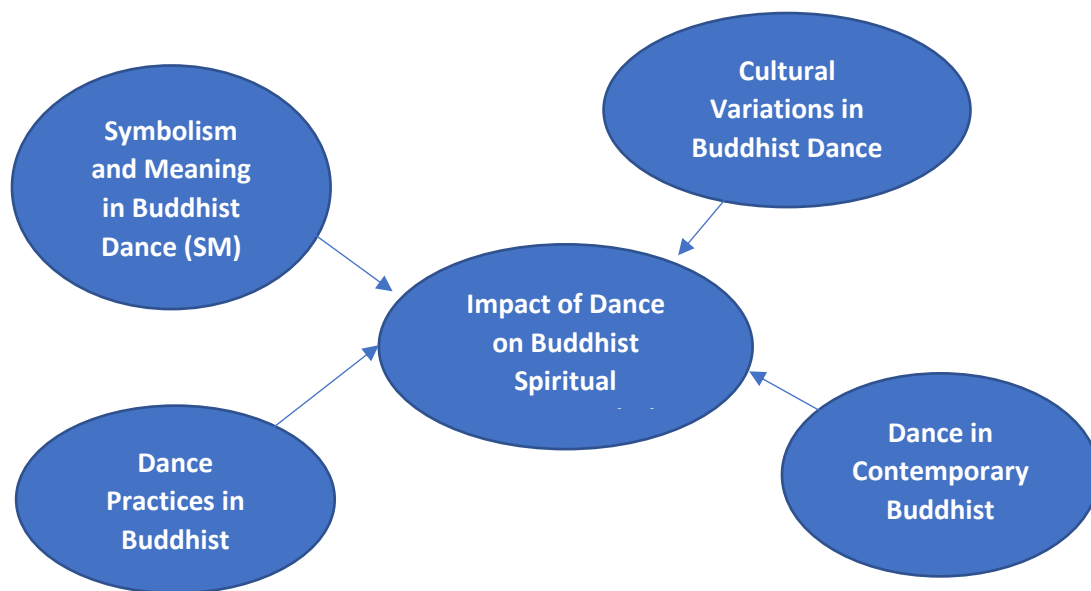 Symbolism
and Meaning
in Buddhist
Dance (SM)
Cultural
Variations in
Buddhist Dance
Impact of Dance
on Buddhist
Spiritual
Dance
Practices in
Buddhist
Dance in
Contemporary
Buddhist